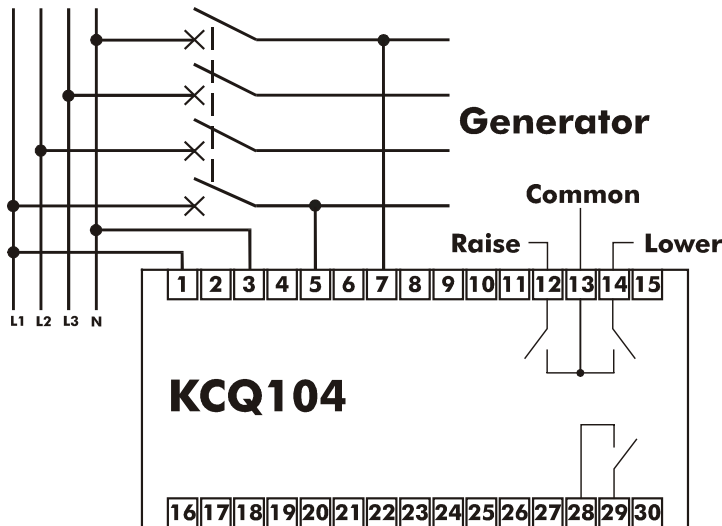 Generator
Common
Raise Lower
1 2 3 4 5 6 7 8 9 10 11 12 13 14 15
L1 L2 L3 N
KCQ104
16 17 18 19 20 21 22 23 24 25 26 27 28 29 30